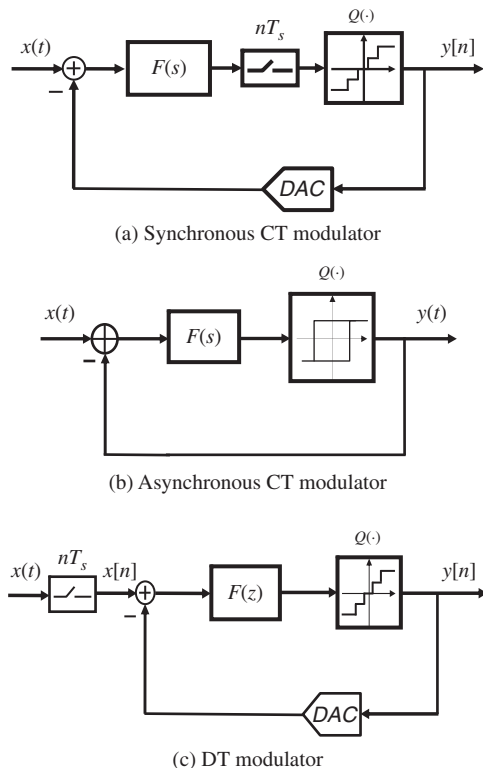 nTₛ
Q(·)
x(t)
F(s)
y[n]
−
DAC
(a) Synchronous CT modulator
Q(·)
x(t)
F(s)
y(t)
−
(b) Asynchronous CT modulator
nTₛ
Q(·)
x(t)
x[n]
F(z)
y[n]
−
DAC
(c) DT modulator